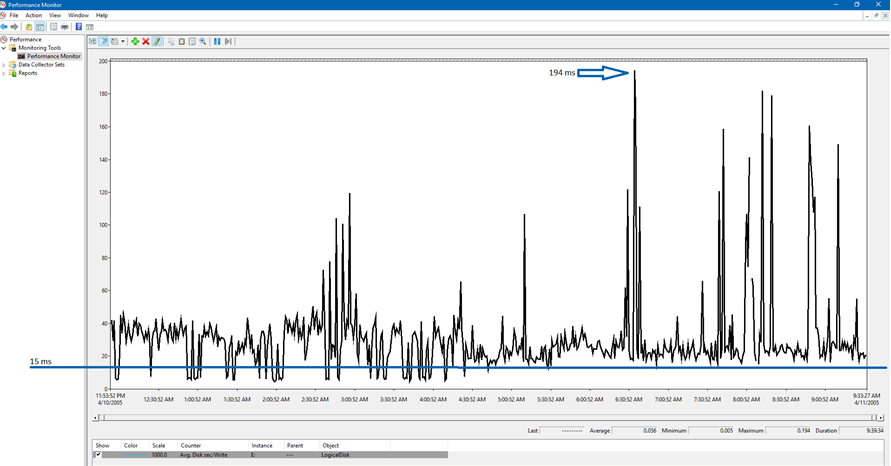 Performance Monitor
File Action View Window Help
Performance
Monitoring Tools
Performance Monitor
Data Collector Sets
Reports
200
194 ms
180
160
140
120
100
80
60
40
20
15 ms
0
11:53:52 PM 12:30:52 AM 1:00:52 AM 1:30:52 AM 2:00:52 AM 2:30:52 AM 3:00:52 AM 3:30:52 AM 4:00:52 AM 4:30:52 AM 5:00:52 AM 5:30:52 AM 6:00:52 AM 6:30:52 AM 7:00:52 AM 7:30:52 AM 8:00:52 AM 8:30:52 AM 9:00:52 AM 9:33:27 AM
4/10/2005 4/11/2005
Last --------- Average 0.056 Minimum 0.005 Maximum 0.194 Duration 9:39:34
Show Color Scale Counter Instance Parent Object
1000.0 Avg. Disk sec/Write E: --- LogicalDisk